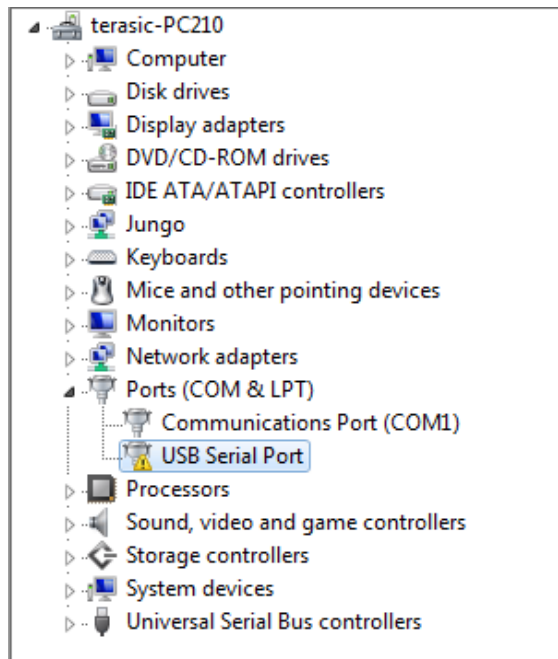 terasic-PC210
Computer
Disk drives
Display adapters
DVD/CD-ROM drives
IDE ATA/ATAPI controllers
Jungo
Keyboards
Mice and other pointing devices
Monitors
Network adapters
Ports (COM & LPT)
Communications Port (COM1)
USB Serial Port
Processors
Sound, video and game controllers
Storage controllers
System devices
Universal Serial Bus controllers